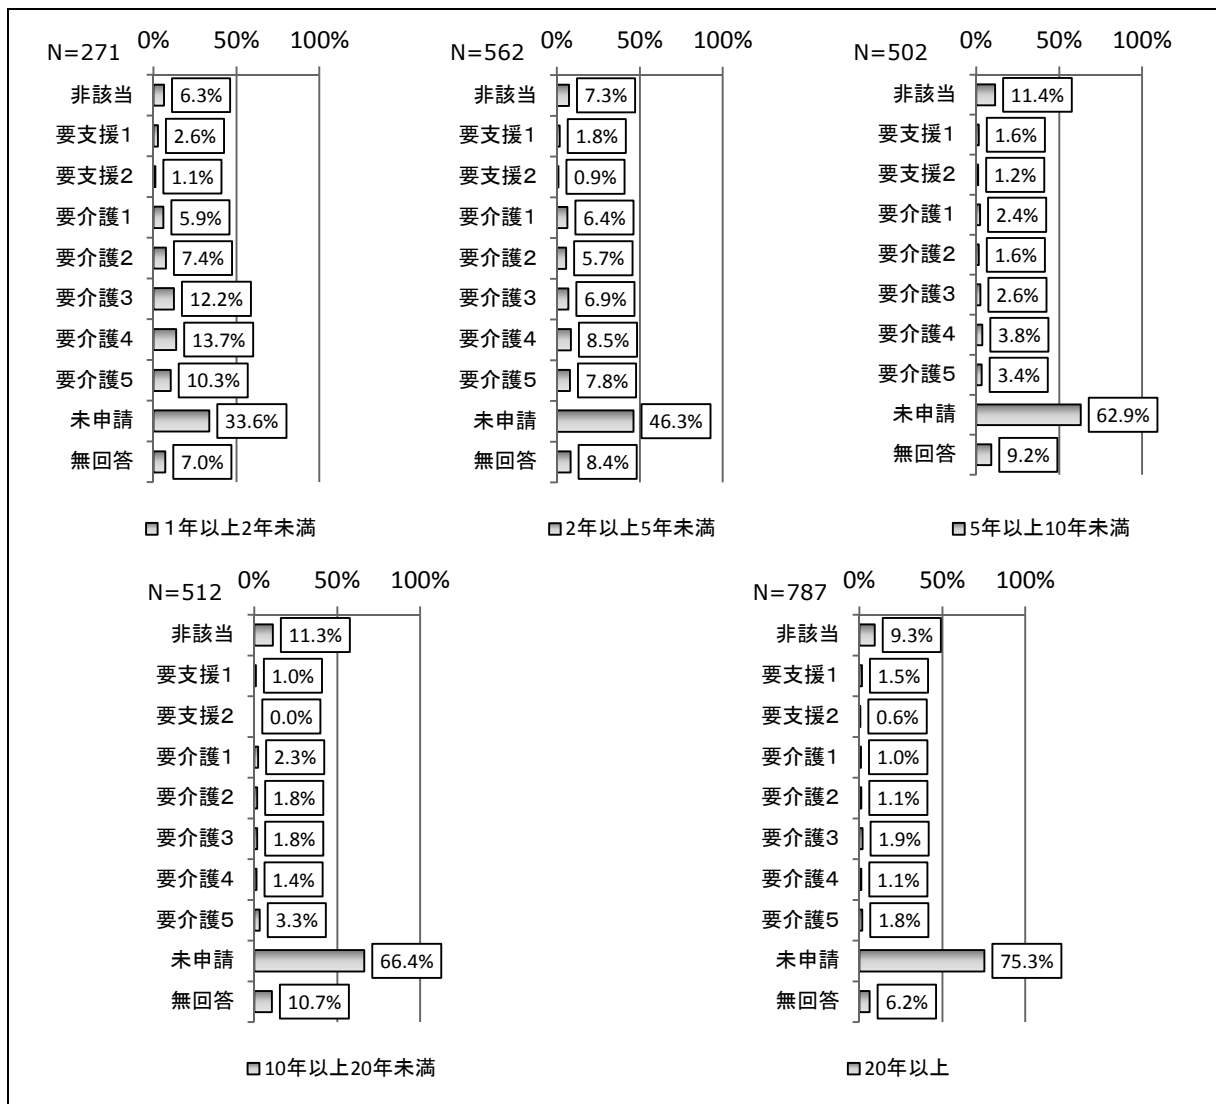 N=271 0% 50% 100%
非該当 6.3%
要支援1 2.6%
要支援2 1.1%
要介護1 5.9%
要介護2 7.4%
要介護3 12.2%
要介護4 13.7%
要介護5 10.3%
未申請 33.6%
無回答 7.0%
1年以上2年未満
N=562 0% 50% 100%
非該当 7.3%
要支援1 1.8%
要支援2 0.9%
要介護1 6.4%
要介護2 5.7%
要介護3 6.9%
要介護4 8.5%
要介護5 7.8%
未申請 46.3%
無回答 8.4%
2年以上5年未満
N=502 0% 50% 100%
非該当 11.4%
要支援1 1.6%
要支援2 1.2%
要介護1 2.4%
要介護2 1.6%
要介護3 2.6%
要介護4 3.8%
要介護5 3.4%
未申請 62.9%
無回答 9.2%
5年以上10年未満
N=512 0% 50% 100%
非該当 11.3%
要支援1 1.0%
要支援2 0.0%
要介護1 2.3%
要介護2 1.8%
要介護3 1.8%
要介護4 1.4%
要介護5 3.3%
未申請 66.4%
無回答 10.7%
10年以上20年未満
N=787 0% 50% 100%
非該当 9.3%
要支援1 1.5%
要支援2 0.6%
要介護1 1.0%
要介護2 1.1%
要介護3 1.9%
要介護4 1.1%
要介護5 1.8%
未申請 75.3%
無回答 6.2%
20年以上